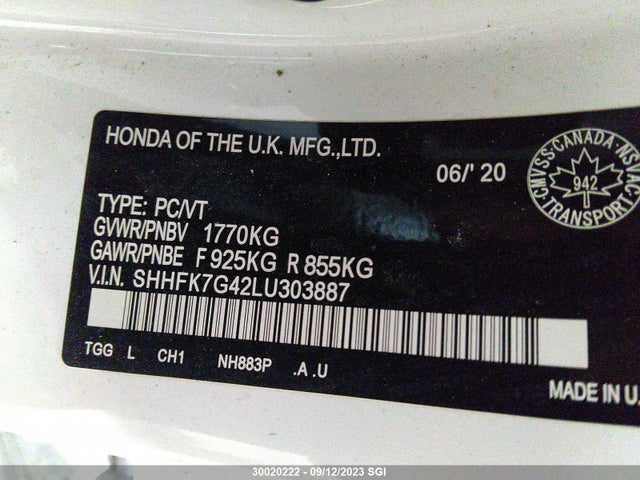 HONDA OF THE U.K. MFG.,LTD.
06/' 20
CMVSS·CANADA·NSVAC
942
TRANSPORT
TYPE: PC/VT
GVWR/PNBV 1770KG
GAWR/PNBE F 925KG R 855KG
V.I.N. SHHFK7G42LU303887
TGG L CH1 NH883P .A .U
MADE IN U.
30020222 - 09/12/2023 SGI